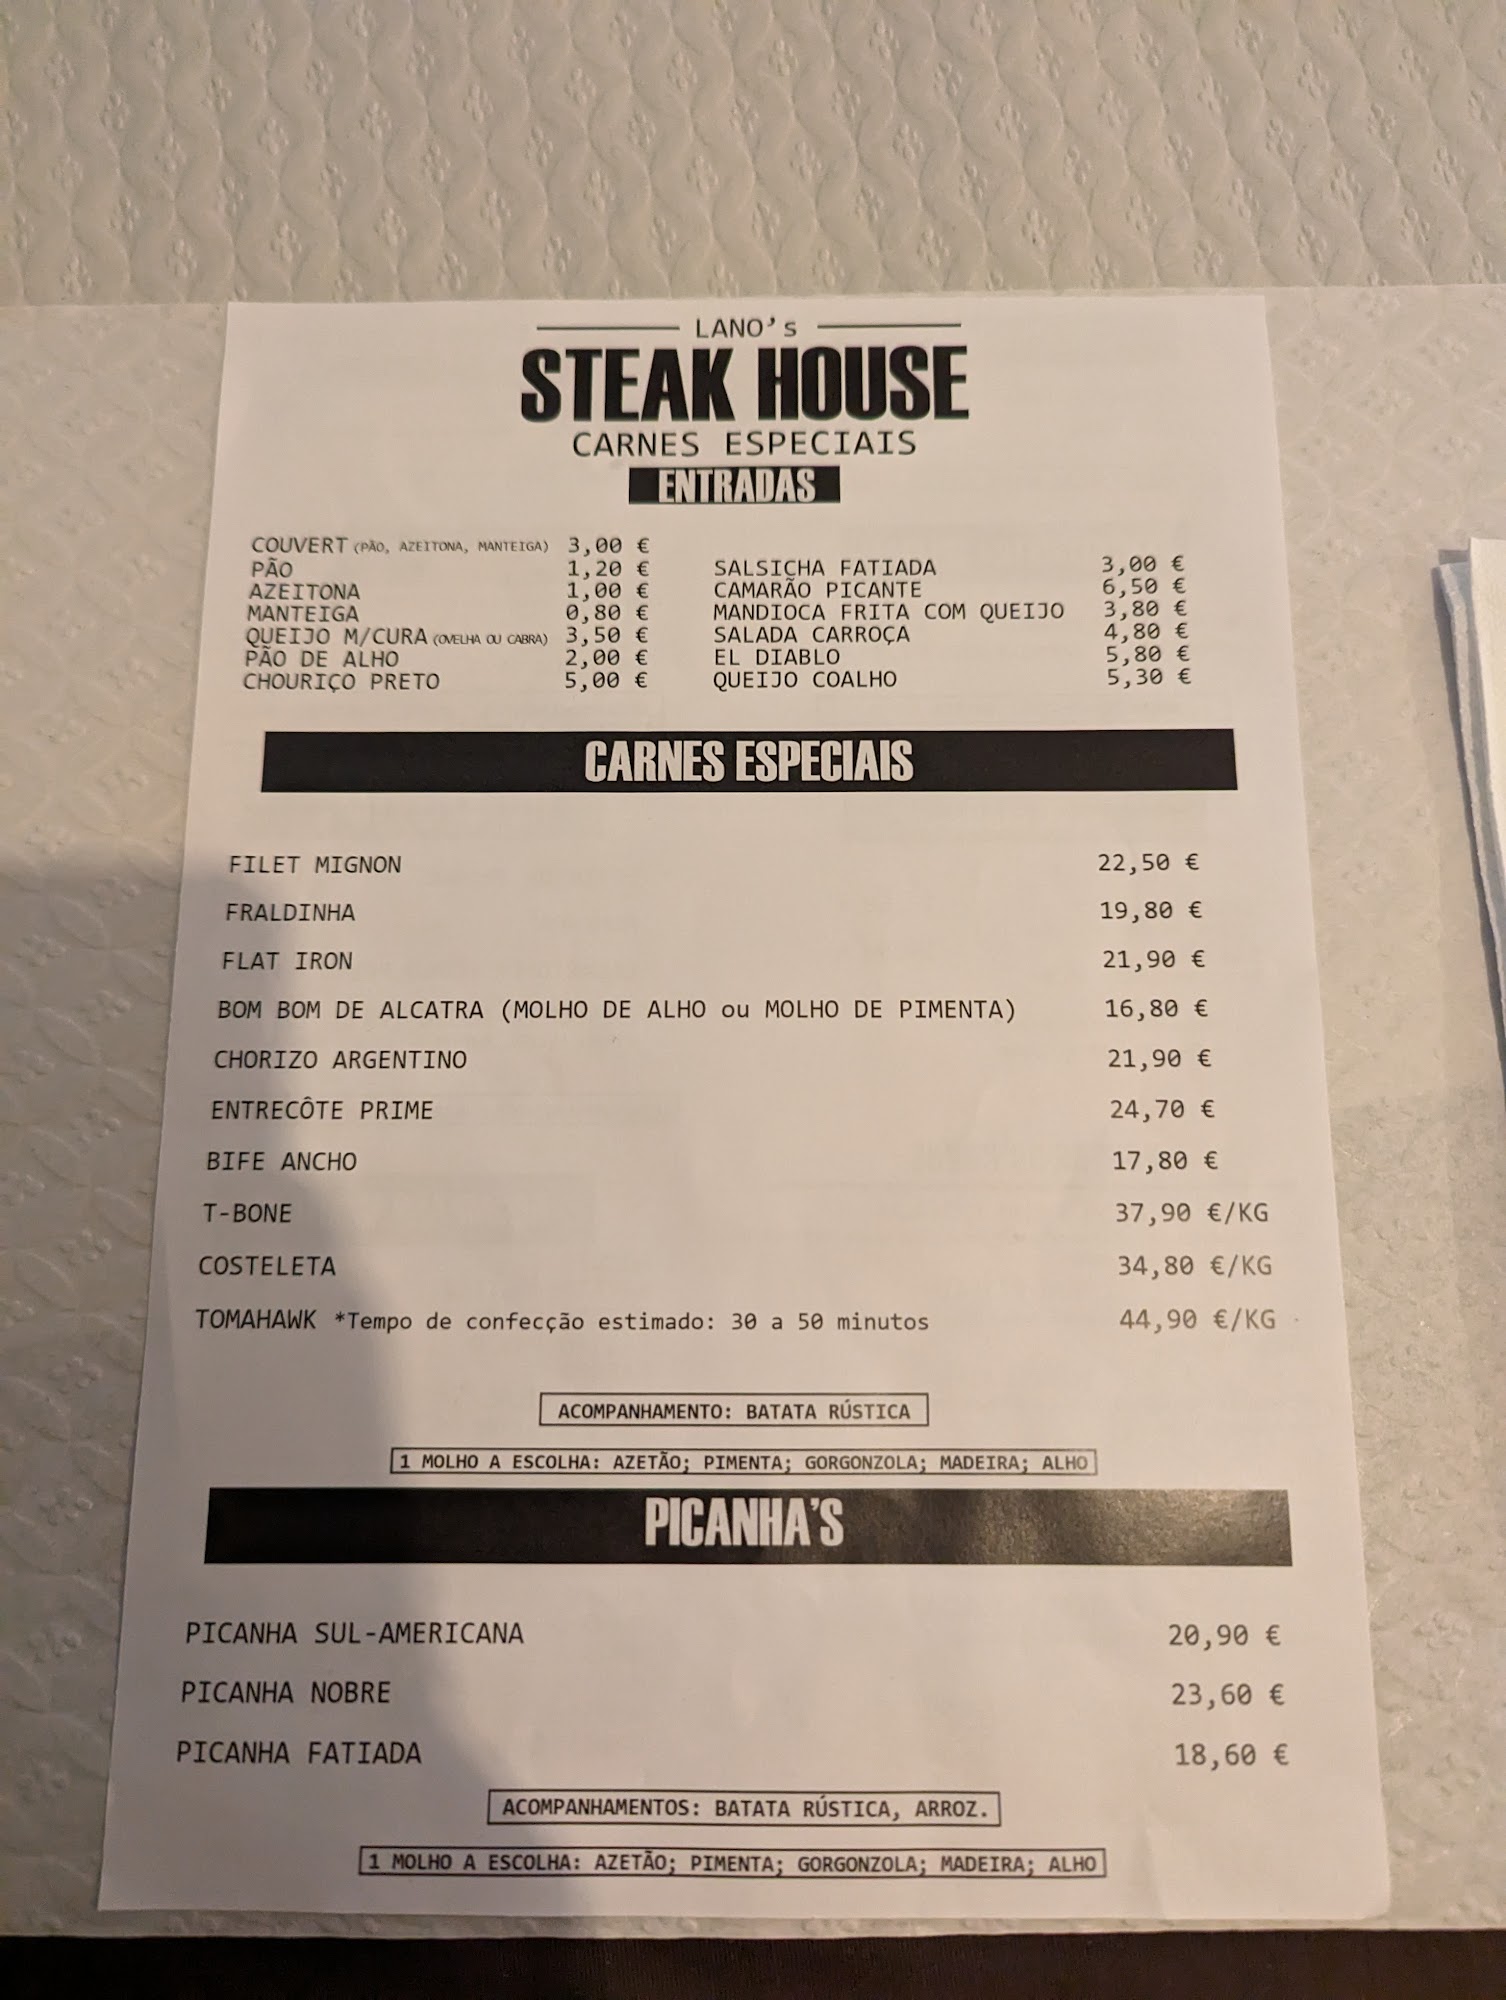 LANO's
STEAK HOUSE
CARNES ESPECIAIS
ENTRADAS
COUVERT (PÃO, AZEITONA, MANTEIGA) 3,00 €
PÃO 1,20 €
AZEITONA 1,00 €
MANTEIGA 0,80 €
QUEIJO M/CURA (OVELHA OU CABRA) 3,50 €
PÃO DE ALHO 2,00 €
CHOURIÇO PRETO 5,00 €
SALSICHA FATIADA 3,00 €
CAMARÃO PICANTE 6,50 €
MANDIOCA FRITA COM QUEIJO 3,80 €
SALADA CARROÇA 4,80 €
EL DIABLO 5,80 €
QUEIJO COALHO 5,30 €
CARNES ESPECIAIS
FILET MIGNON 22,50 €
FRALDINHA 19,80 €
FLAT IRON 21,90 €
BOM BOM DE ALCATRA (MOLHO DE ALHO ou MOLHO DE PIMENTA) 16,80 €
CHORIZO ARGENTINO 21,90 €
ENTRECÔTE PRIME 24,70 €
BIFE ANCHO 17,80 €
T-BONE 37,90 €/KG
COSTELETA 34,80 €/KG
TOMAHAWK *Tempo de confecção estimado: 30 a 50 minutos 44,90 €/KG
ACOMPANHAMENTO: BATATA RÚSTICA
1 MOLHO A ESCOLHA: AZETÃO; PIMENTA; GORGONZOLA; MADEIRA; ALHO
PICANHA'S
PICANHA SUL-AMERICANA 20,90 €
PICANHA NOBRE 23,60 €
PICANHA FATIADA 18,60 €
ACOMPANHAMENTOS: BATATA RÚSTICA, ARROZ.
1 MOLHO A ESCOLHA: AZETÃO; PIMENTA; GORGONZOLA; MADEIRA; ALHO